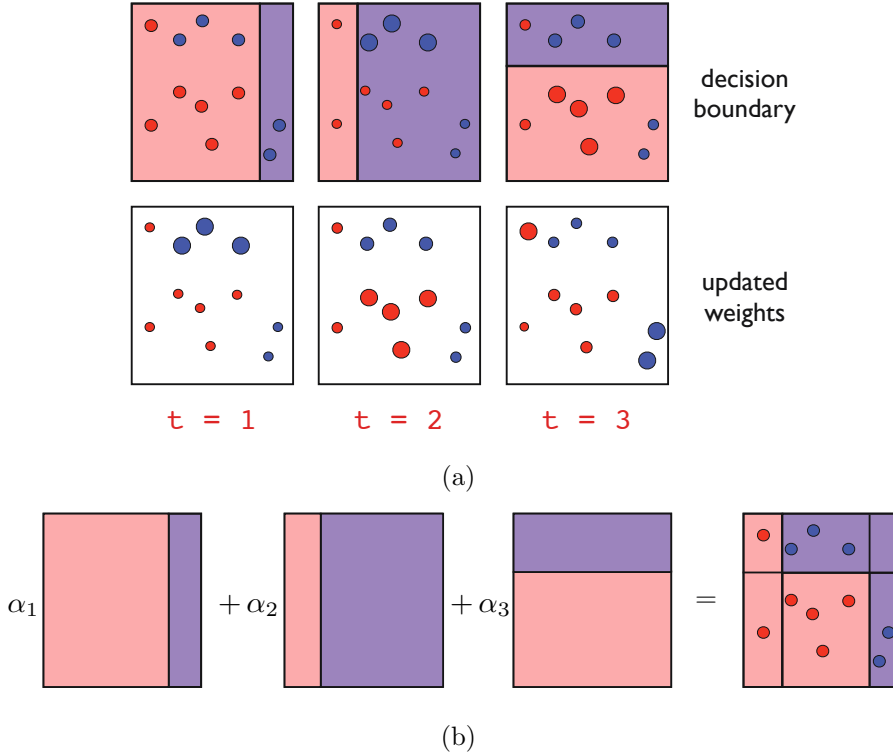 decision
boundary
updated
weights
t = 1 t = 2 t = 3
(a)
α₁ + α₂ + α₃ =
(b)